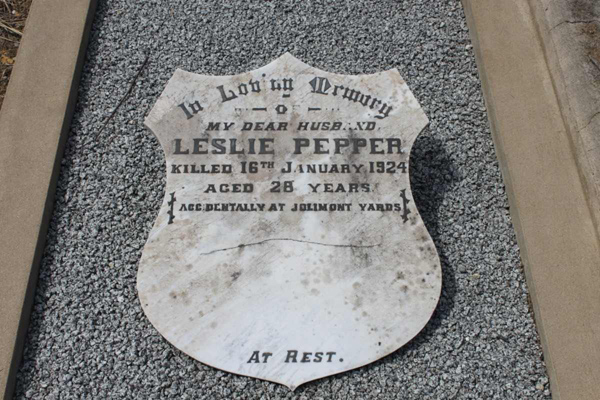 In Loving Memory
OF
MY DEAR HUSBAND
LESLIE PEPPER
KILLED 16TH JANUARY 1924
AGED 28 YEARS
ACCIDENTALLY AT JOLIMONT YARDS
AT REST.